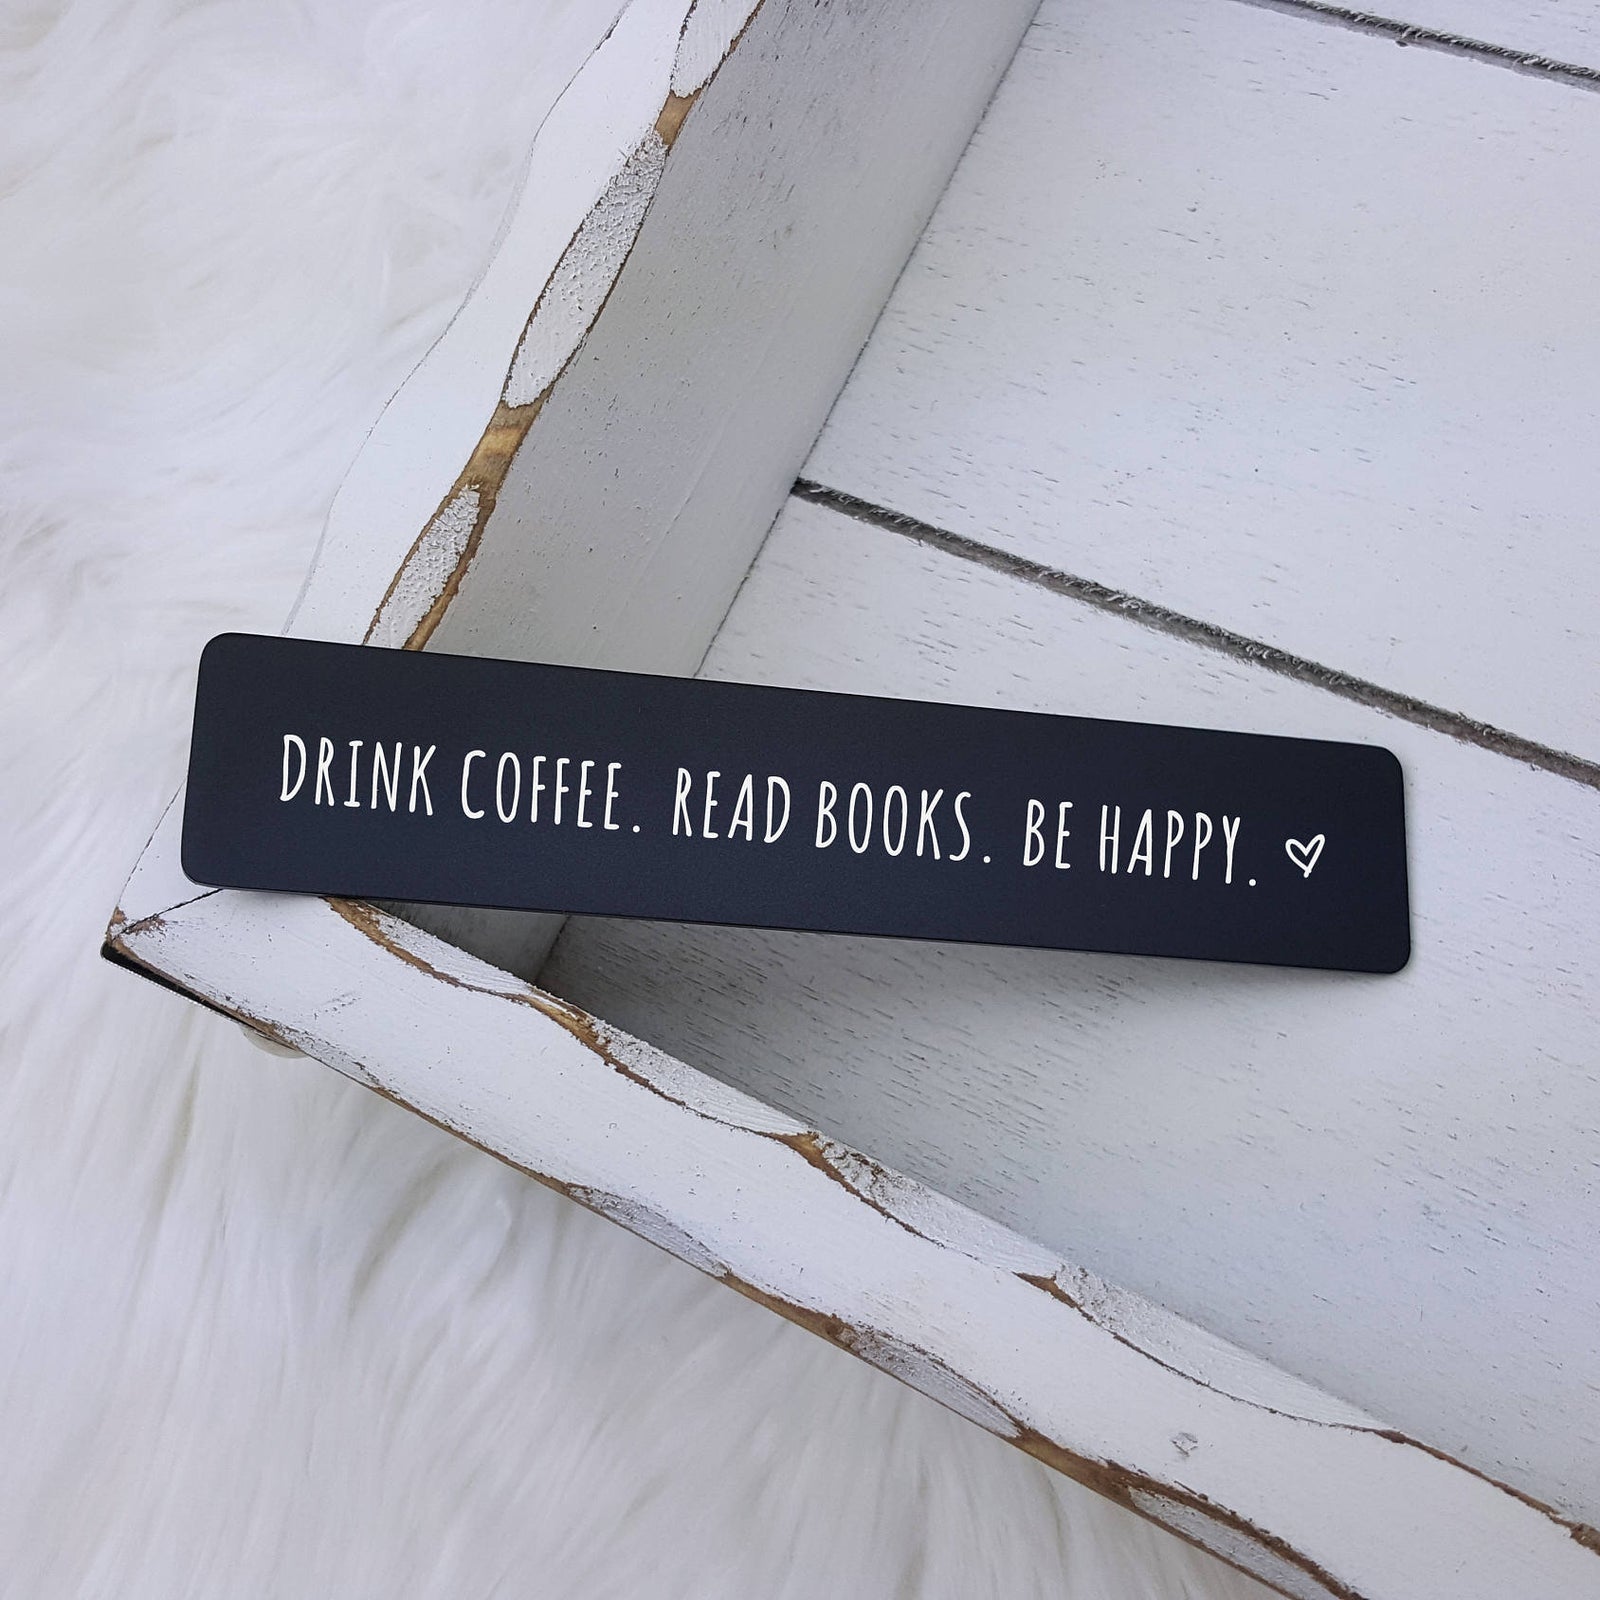 DRINK COFFEE. READ BOOKS. BE HAPPY. ♡